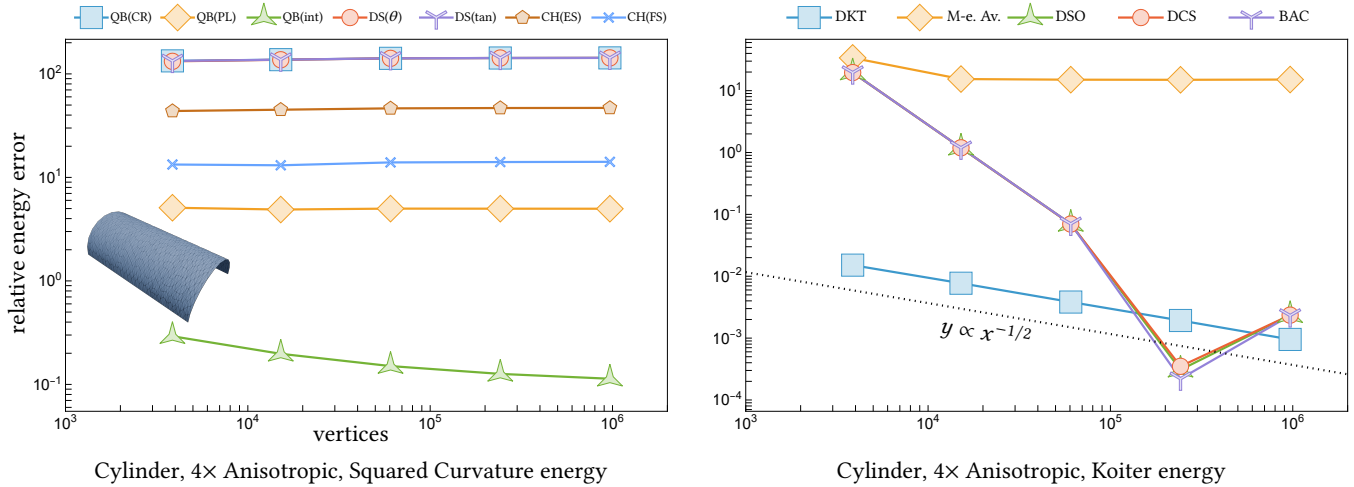 QB(CR) QB(PL) QB(int) DS(θ) DS(tan) CH(ES) CH(FS)
relative energy error
10²
10¹
10⁰
10⁻¹
10³ 10⁴ 10⁵ 10⁶
vertices
Cylinder, 4× Anisotropic, Squared Curvature energy
DKT M-e. Av. DSO DCS BAC
10¹
10⁰
10⁻¹
10⁻²
10⁻³
10⁻⁴
y ∝ x⁻¹/²
10³ 10⁴ 10⁵ 10⁶
Cylinder, 4× Anisotropic, Koiter energy